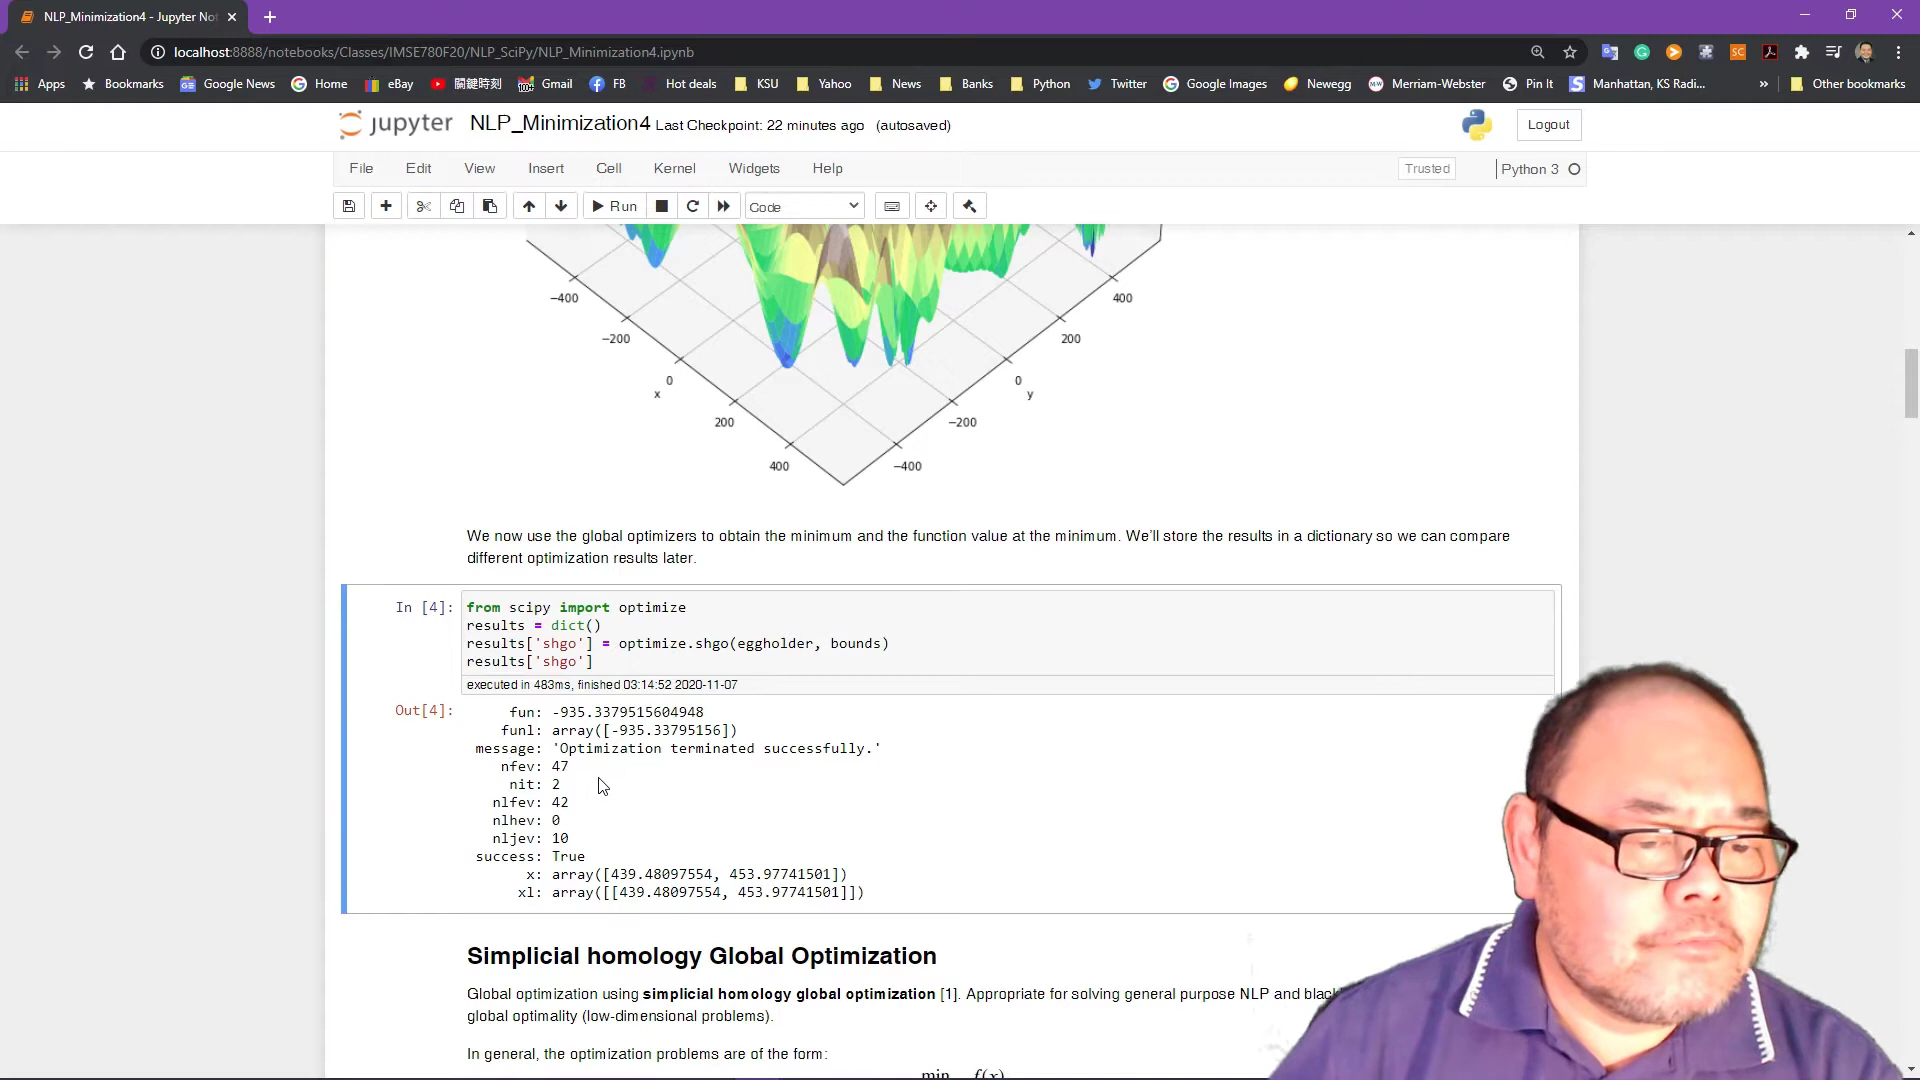 NLP_Minimization4 - Jupyter No
localhost:8888/notebooks/Classes/IMSE780F20/NLP_SciPy/NLP_Minimization4.ipynb
Apps Bookmarks Google News Home eBay 關鍵時刻 Gmail FB Hot deals KSU Yahoo News Banks Python Twitter Google Images Newegg Merriam-Webster Pin It Manhattan, KS Radi... » Other bookmarks
jupyter NLP_Minimization4 Last Checkpoint: 22 minutes ago (autosaved) Logout
File Edit View Insert Cell Kernel Widgets Help Trusted Python 3
Run Code
−400 400
−200 200
0 0
x y
200 −200
400 −400
We now use the global optimizers to obtain the minimum and the function value at the minimum. We'll store the results in a dictionary so we can compare
different optimization results later.
In [4]: from scipy import optimize
results = dict()
results['shgo'] = optimize.shgo(eggholder, bounds)
results['shgo']
executed in 483ms, finished 03:14:52 2020-11-07
Out[4]: fun: -935.3379515604948
funl: array([-935.33795156])
message: 'Optimization terminated successfully.'
nfev: 47
nit: 2
nlfev: 42
nlhev: 0
nljev: 10
success: True
x: array([439.48097554, 453.97741501])
xl: array([[439.48097554, 453.97741501]])
Simplicial homology Global Optimization
Global optimization using simplicial homology global optimization [1]. Appropriate for solving general purpose NLP and
global optimality (low-dimensional problems).
In general, the optimization problems are of the form:
min f(x)